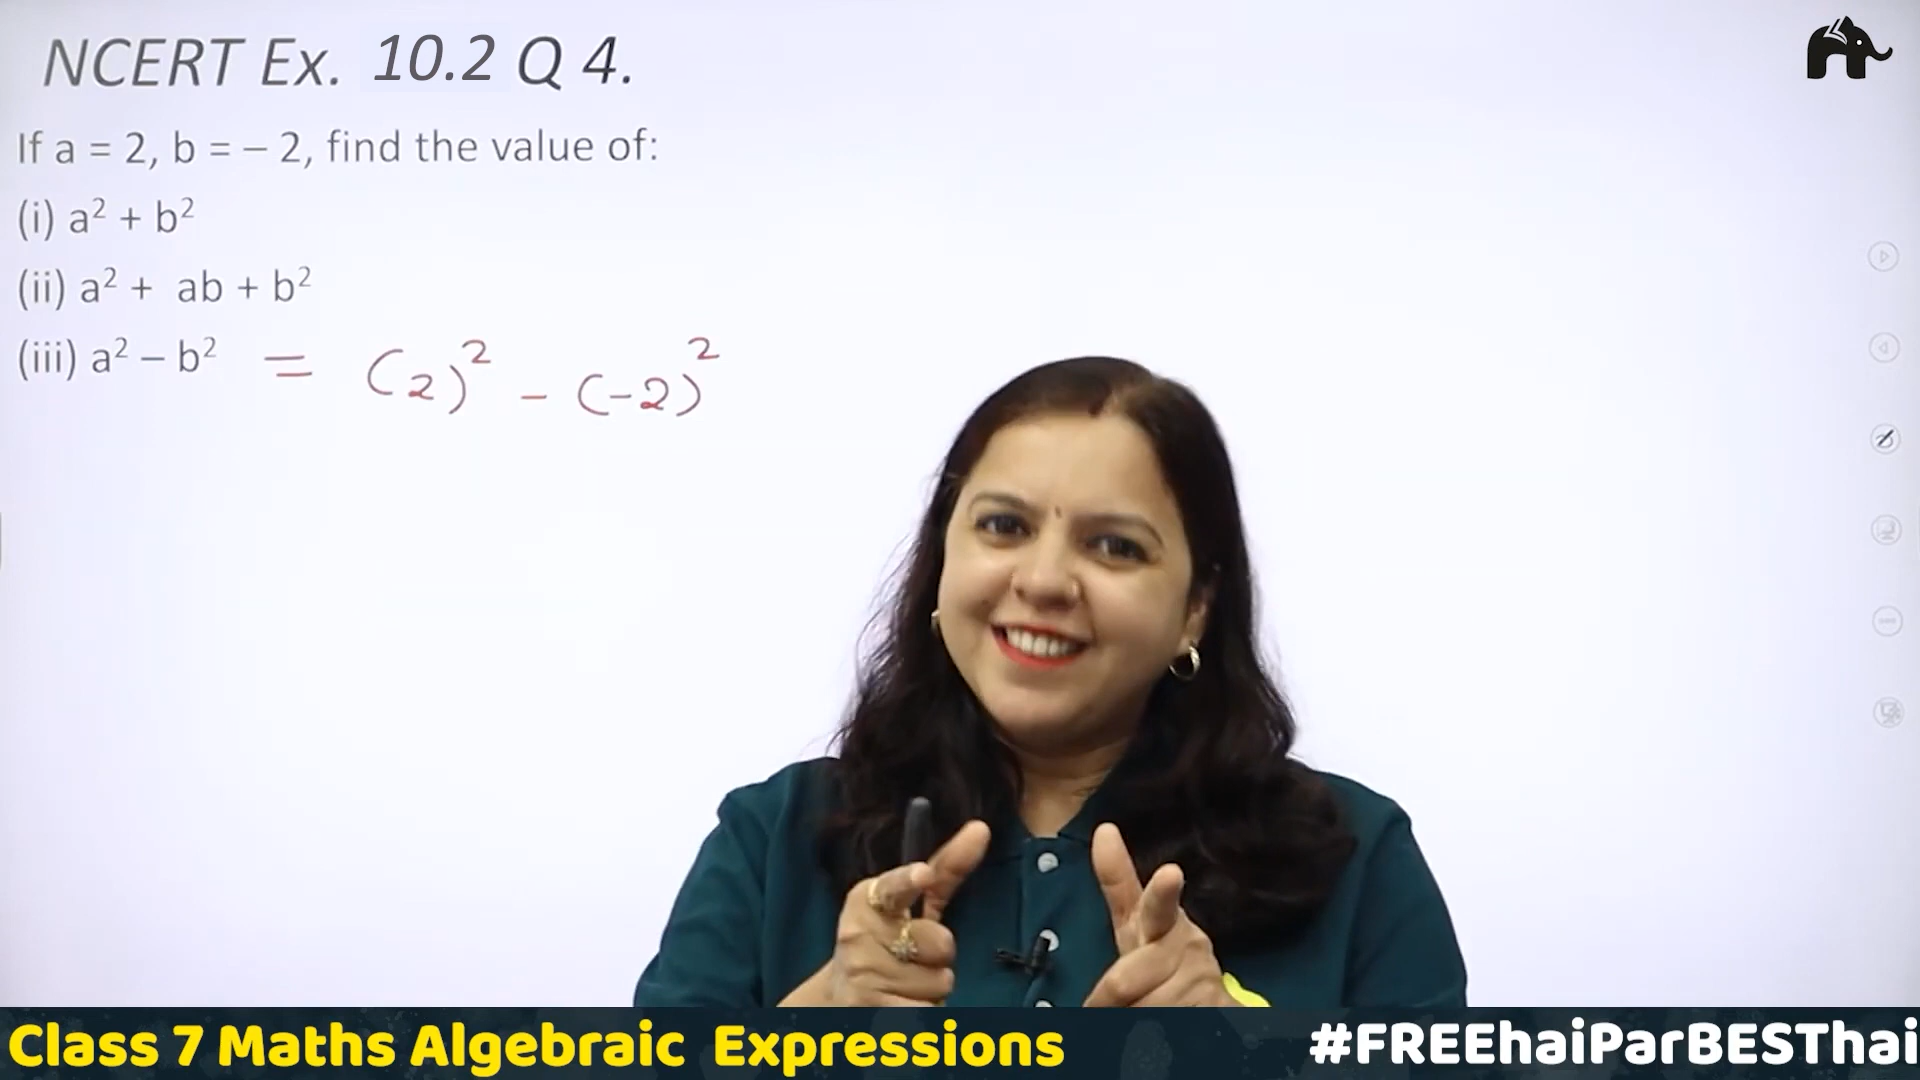 NCERT Ex. 10.2 Q 4.
If a = 2, b = – 2, find the value of:
(i) a² + b²
(ii) a² + ab + b²
(iii) a² – b² = (2)² - (-2)²
Class 7 Maths Algebraic Expressions
#FREEhaiParBESThai